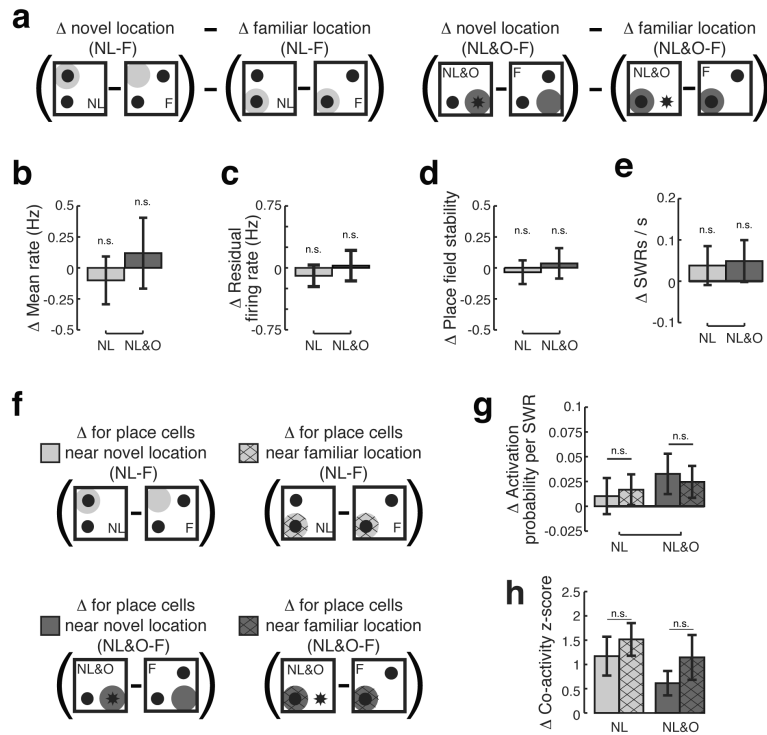 a
Δ novel location – Δ familiar location
(NL-F) (NL-F)
Δ novel location – Δ familiar location
(NL&O-F) (NL&O-F)
( NL – F ) – ( NL – F )
( NL&O – F ) – ( NL&O – F )
b
Δ Mean rate (Hz)
0.5
0.25
0
-0.25
-0.5
n.s.
n.s.
NL NL&O
c
Δ Residual
firing rate (Hz)
0.75
0
-0.75
n.s.
n.s.
NL NL&O
d
Δ Place field stability
0.5
0.25
0
-0.25
-0.5
n.s.
n.s.
NL NL&O
e
Δ SWRs / s
0.2
0.1
0
-0.1
n.s.
n.s.
NL NL&O
f
Δ for place cells
near novel location
(NL-F)
( NL – F )
Δ for place cells
near familiar location
(NL-F)
( NL – F )
Δ for place cells
near novel location
(NL&O-F)
( NL&O – F )
Δ for place cells
near familiar location
(NL&O-F)
( NL&O – F )
g
Δ Activation
probability per SWR
0.1
0.075
0.05
0.025
0
-0.025
n.s.
n.s.
NL NL&O
h
Δ Co-activity z-score
2.5
2
1.5
1
0.5
0
n.s.
n.s.
NL NL&O